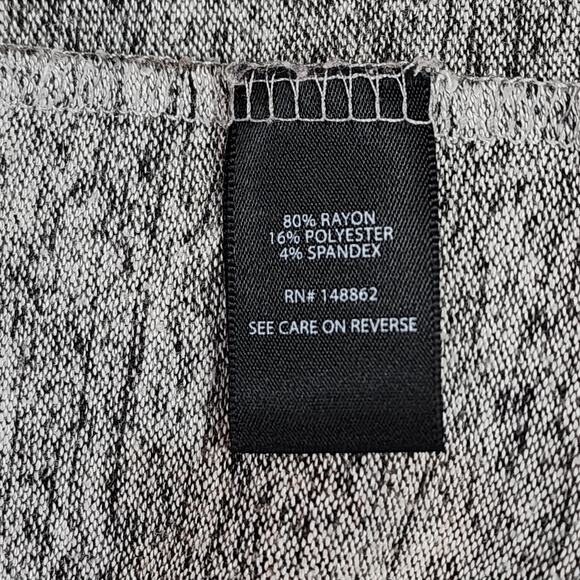 80% RAYON
16% POLYESTER
4% SPANDEX
RN# 148862
SEE CARE ON REVERSE